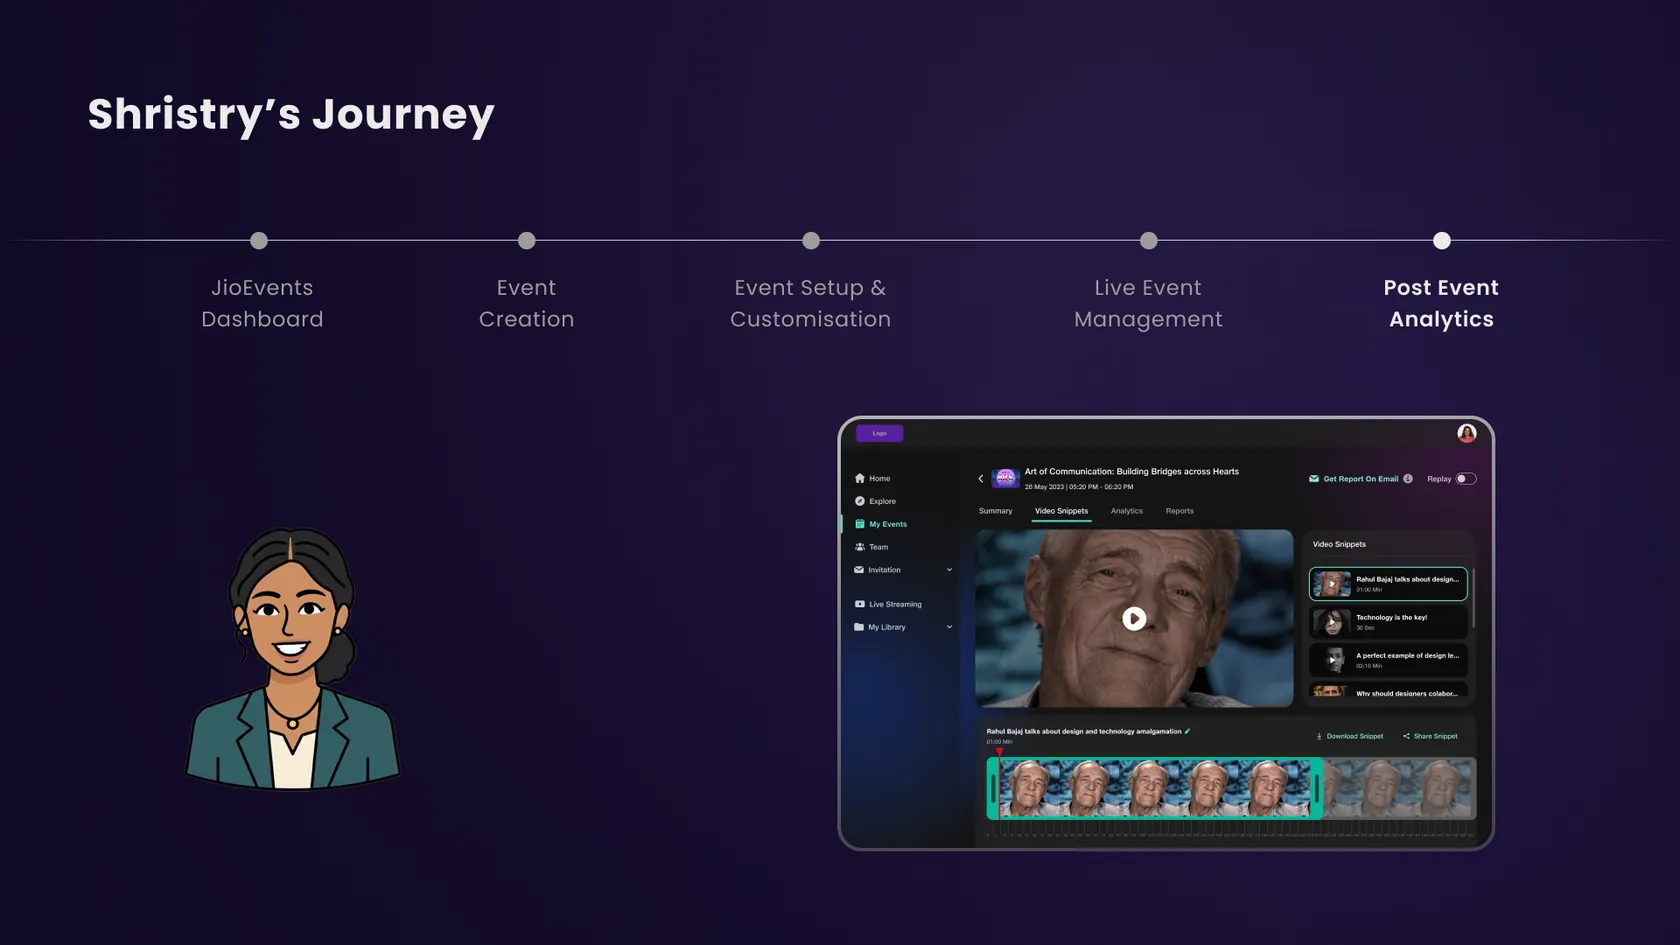 Shristry’s Journey
JioEvents
Dashboard
Event
Creation
Event Setup &
Customisation
Live Event
Management
Post Event
Analytics
Logo
Home
Explore
My Events
Team
Invitation
Live Streaming
My Library
Art of Communication: Building Bridges across Hearts
26 May 2023 | 05:20 PM - 06:20 PM
Get Report On Email
Replay
Summary
Video Snippets
Analytics
Reports
Video Snippets
Rahul Bajaj talks about design...
01:00 Min
Technology is the key!
30 Sec
A perfect example of design le...
02:10 Min
Why should designers colabor...
Rahul Bajaj talks about design and technology amalgamation
01:00 Min
Download Snippet
Share Snippet